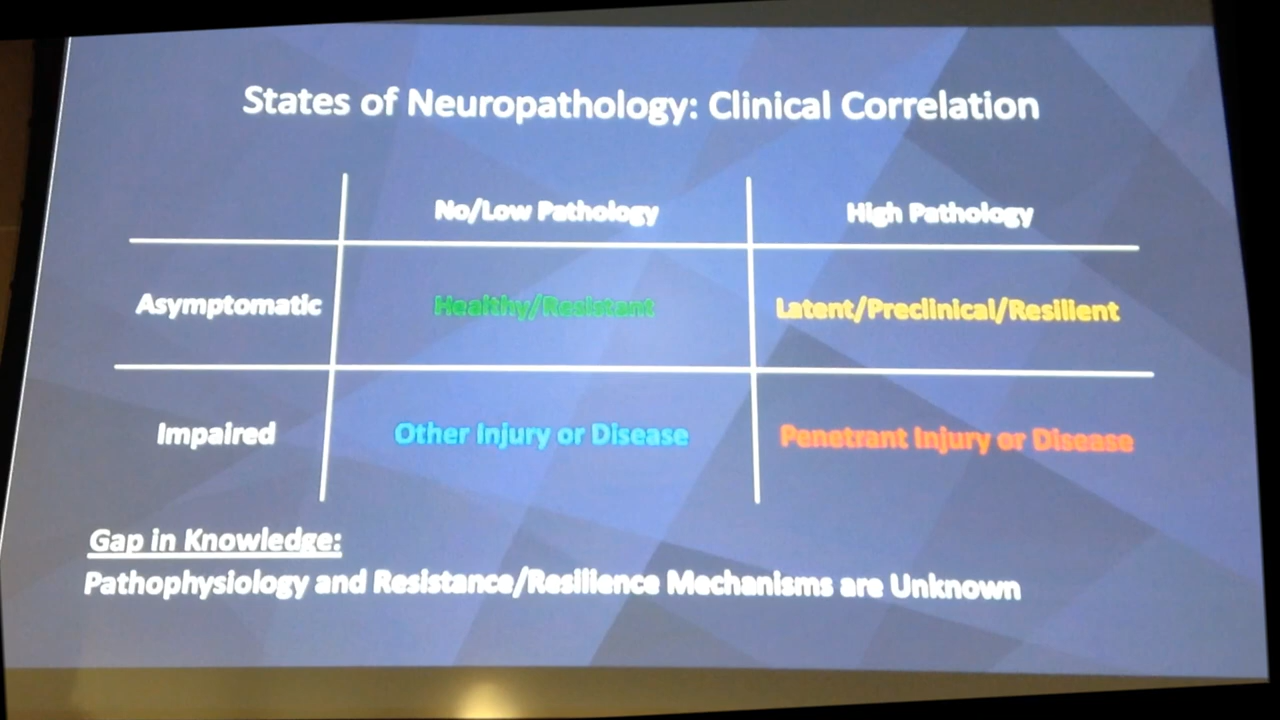 States of Neuropathology: Clinical Correlation
No/Low Pathology High Pathology
Asymptomatic Healthy/Resistant Latent/Preclinical/Resilient
Impaired Other Injury or Disease Penetrant Injury or Disease
Gap in Knowledge:
Pathophysiology and Resistance/Resilience Mechanisms are Unknown